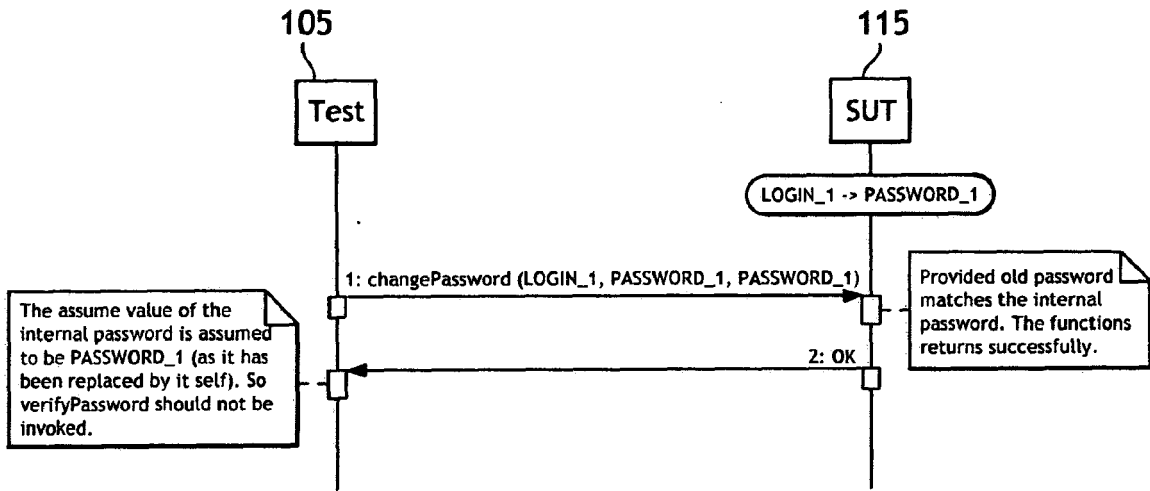 105
115
Test
SUT
LOGIN_1 -> PASSWORD_1
1: changePassword (LOGIN_1, PASSWORD_1, PASSWORD_1)
Provided old password
matches the internal
password. The functions
returns successfully.
The assume value of the
internal password is assumed
to be PASSWORD_1 (as it has
been replaced by it self). So
verifyPassword should not be
invoked.
2: OK